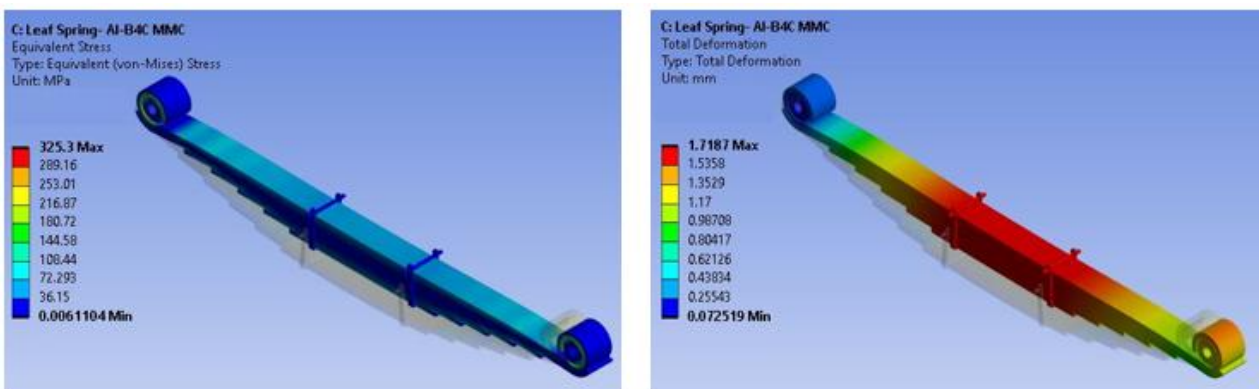 C: Leaf Spring- Al-B4C MMC
Equivalent Stress
Type: Equivalent (von-Mises) Stress
Unit: MPa
325.3 Max
289.16
253.01
216.87
180.72
144.58
108.44
72.293
36.15
0.0061104 Min
C: Leaf Spring- Al-B4C MMC
Total Deformation
Type: Total Deformation
Unit: mm
1.7187 Max
1.5358
1.3529
1.17
0.98708
0.80417
0.62126
0.43834
0.25543
0.072519 Min